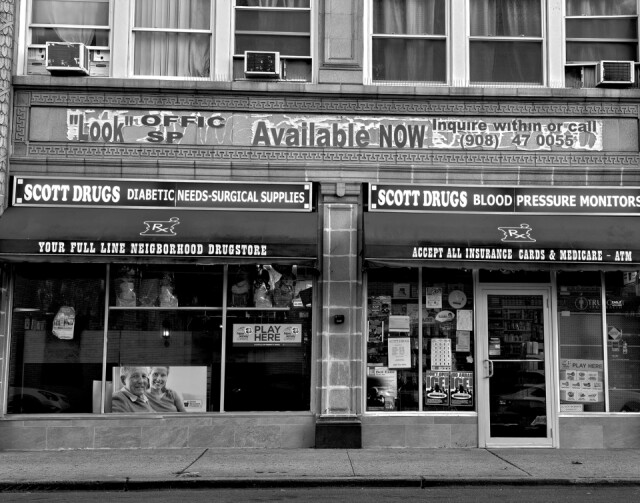 "Look" OFFIC
SP
Available NOW
Inquire within or call
(908) 47 0055
SCOTT DRUGS DIABETIC NEEDS-SURGICAL SUPPLIES
Rx
YOUR FULL LINE NEIGBORHOOD DRUGSTORE
SCOTT DRUGS BLOOD PRESSURE MONITORS
Rx
ACCEPT ALL INSURANCE CARDS & MEDICARE - ATM
PLAY
HERE
PLAY HERE